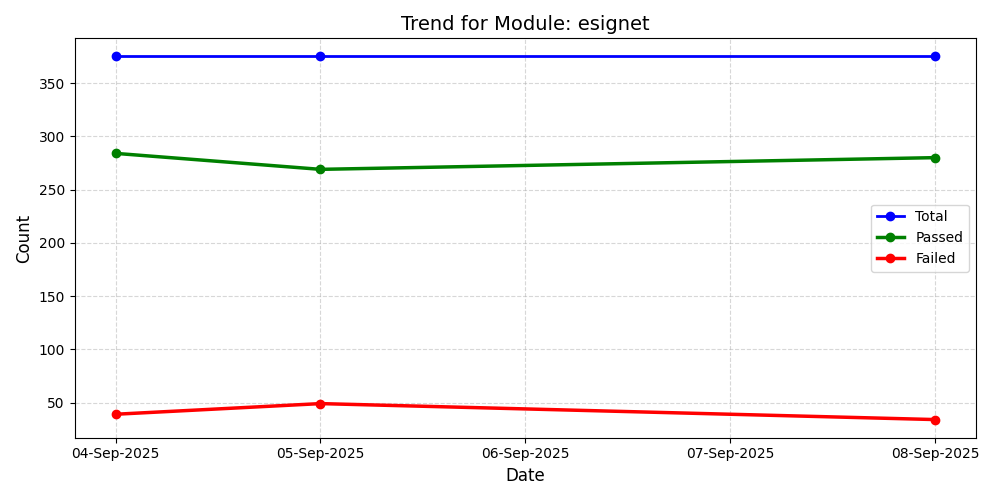 Trend for Module: esignet
Count
350
300
250
200
150
100
50
Total
Passed
Failed
04-Sep-2025 05-Sep-2025 06-Sep-2025 07-Sep-2025 08-Sep-2025
Date